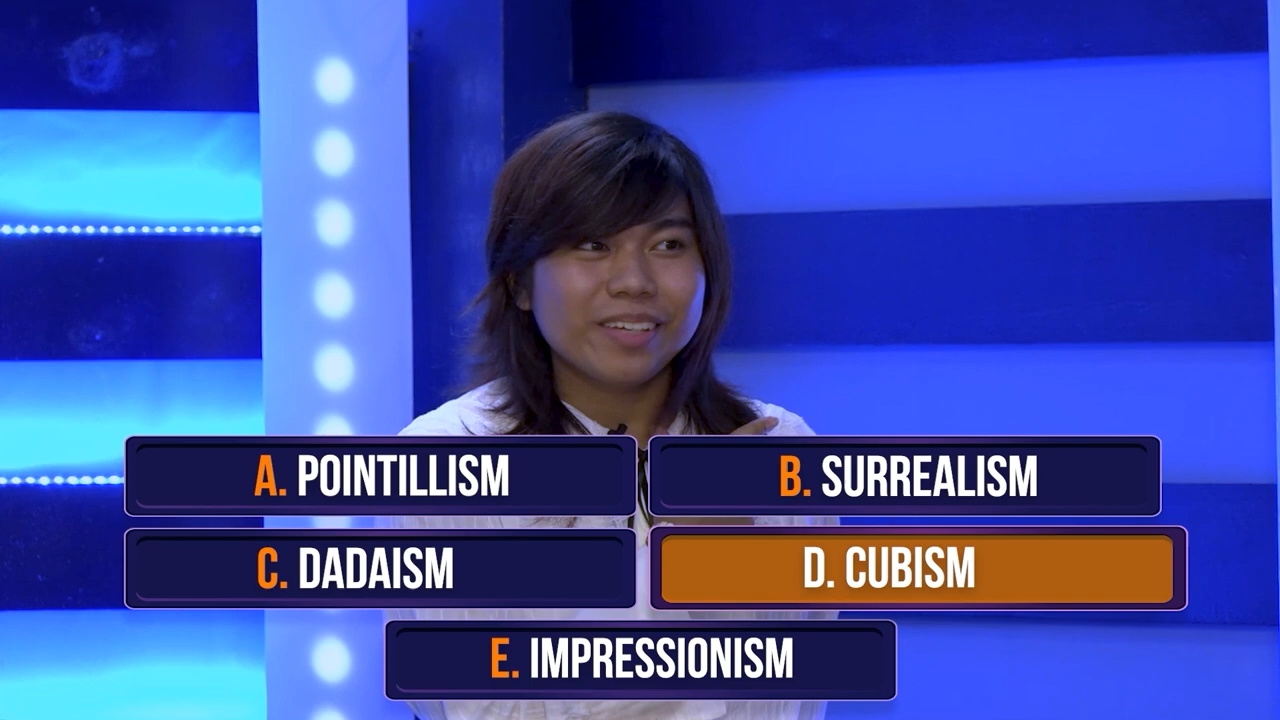 A. POINTILLISM
B. SURREALISM
C. DADAISM
D. CUBISM
E. IMPRESSIONISM